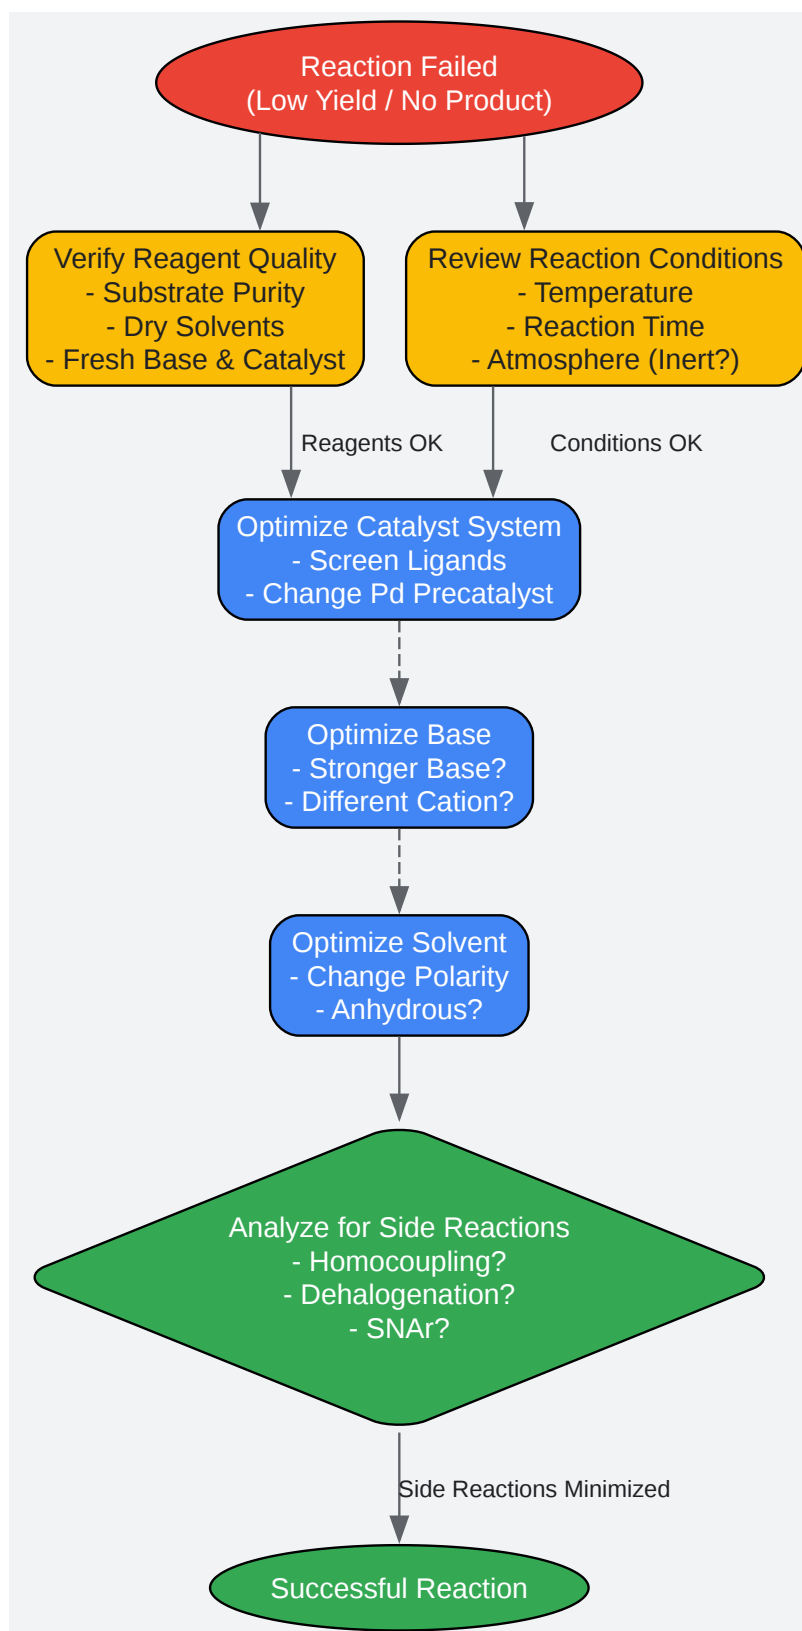 Reaction Failed
(Low Yield / No Product)
Verify Reagent Quality
- Substrate Purity
- Dry Solvents
- Fresh Base & Catalyst
Review Reaction Conditions
- Temperature
- Reaction Time
- Atmosphere (Inert?)
Reagents OK
Conditions OK
Optimize Catalyst System
- Screen Ligands
- Change Pd Precatalyst
Optimize Base
- Stronger Base?
- Different Cation?
Optimize Solvent
- Change Polarity
- Anhydrous?
Analyze for Side Reactions
- Homocoupling?
- Dehalogenation?
- SNAr?
Side Reactions Minimized
Successful Reaction